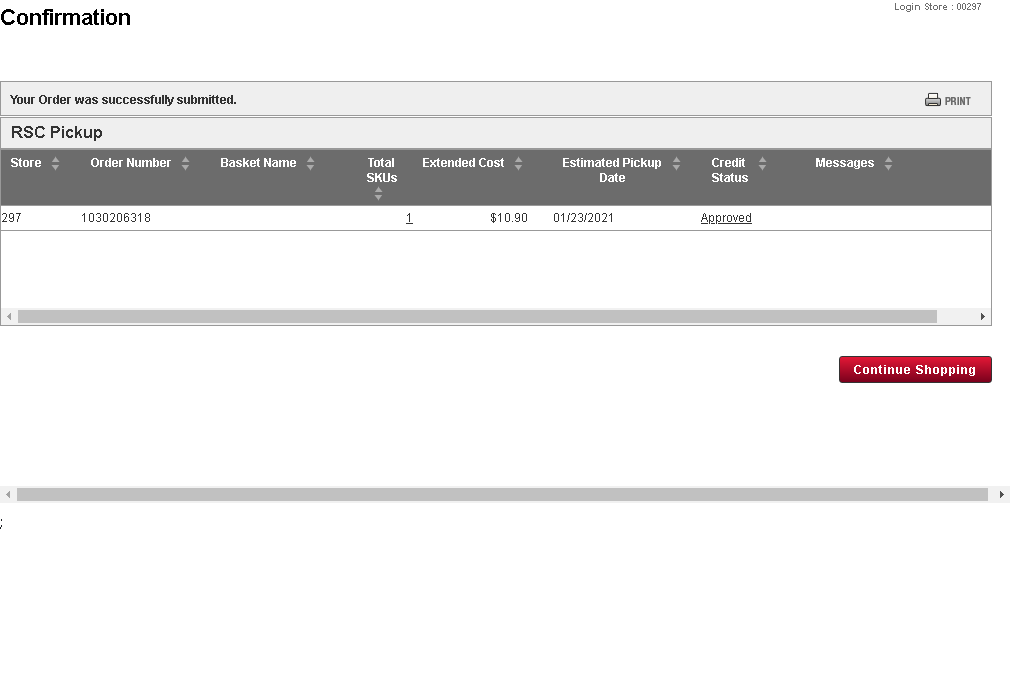 Login Store : 00297
Confirmation
Your Order was successfully submitted.
PRINT
RSC Pickup
Store Order Number Basket Name Total SKUs Extended Cost Estimated Pickup Date Credit Status Messages
297 1030206318 1 $10.90 01/23/2021 Approved
Continue Shopping
;